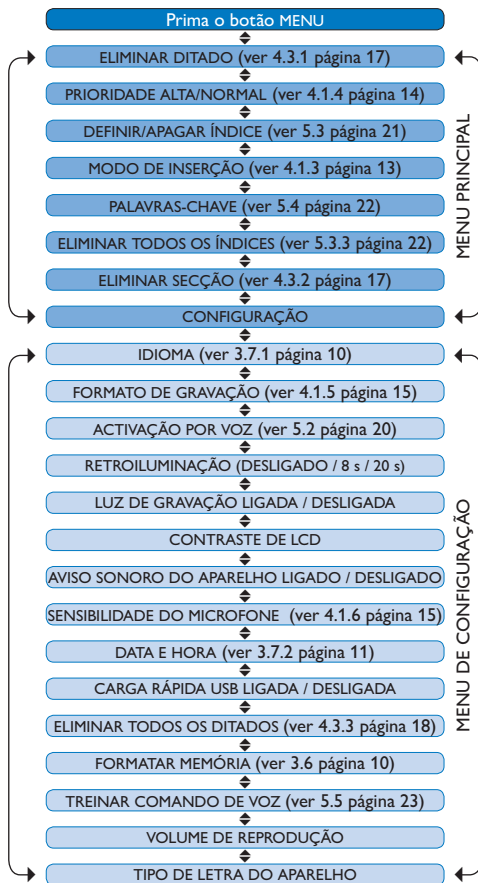 Prima o botão MENU
ELIMINAR DITADO (ver 4.3.1 página 17)
PRIORIDADE ALTA/NORMAL (ver 4.1.4 página 14)
DEFINIR/APAGAR ÍNDICE (ver 5.3 página 21)
MODO DE INSERÇÃO (ver 4.1.3 página 13)
PALAVRAS-CHAVE (ver 5.4 página 22)
ELIMINAR TODOS OS ÍNDICES (ver 5.3.3 página 22)
ELIMINAR SECÇÃO (ver 4.3.2 página 17)
CONFIGURAÇÃO
MENU PRINCIPAL
IDIOMA (ver 3.7.1 página 10)
FORMATO DE GRAVAÇÃO (ver 4.1.5 página 15)
ACTIVAÇÃO POR VOZ (ver 5.2 página 20)
RETROILUMINAÇÃO (DESLIGADO / 8 s / 20 s)
LUZ DE GRAVAÇÃO LIGADA / DESLIGADA
CONTRASTE DE LCD
AVISO SONORO DO APARELHO LIGADO / DESLIGADO
SENSIBILIDADE DO MICROFONE (ver 4.1.6 página 15)
DATA E HORA (ver 3.7.2 página 11)
CARGA RÁPIDA USB LIGADA / DESLIGADA
ELIMINAR TODOS OS DITADOS (ver 4.3.3 página 18)
FORMATAR MEMÓRIA (ver 3.6 página 10)
TREINAR COMANDO DE VOZ (ver 5.5 página 23)
VOLUME DE REPRODUÇÃO
TIPO DE LETRA DO APARELHO
MENU DE CONFIGURAÇÃO